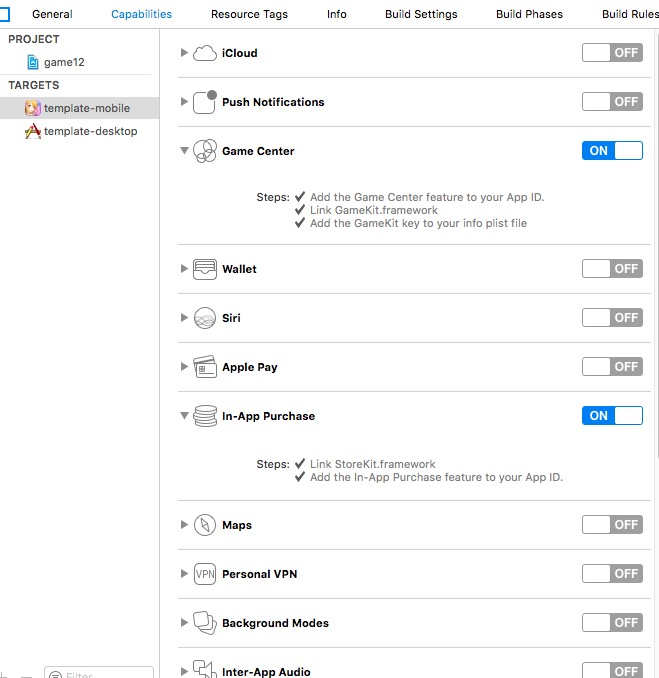 General Capabilities Resource Tags Info Build Settings Build Phases Build Rules
PROJECT
game12
TARGETS
template-mobile
template-desktop
Filter
iCloud OFF
Push Notifications OFF
Game Center ON
Steps: ✔ Add the Game Center feature to your App ID.
✔ Link GameKit.framework
✔ Add the GameKit key to your info plist file
Wallet OFF
Siri OFF
Apple Pay OFF
In-App Purchase ON
Steps: ✔ Link StoreKit.framework
✔ Add the In-App Purchase feature to your App ID.
Maps OFF
VPN Personal VPN OFF
Background Modes OFF
Inter-App Audio OFF